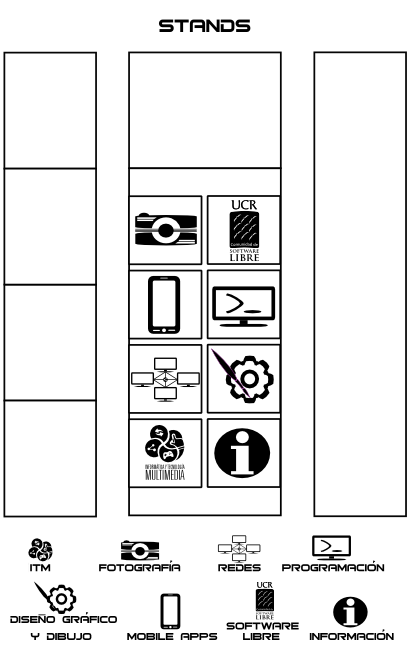 STANDS
UCR
Comunidad de
SOFTWARE
LIBRE
>_
INFORMÁTICA Y TECNOLOGÍA
MULTIMEDIA
ITM
FOTOGRAFÍA
REDES
>_
PROGRAMACIÓN
DISEÑO GRÁFICO
Y DIBUJO
MOBILE APPS
UCR
SOFTWARE
LIBRE
INFORMACIÓN